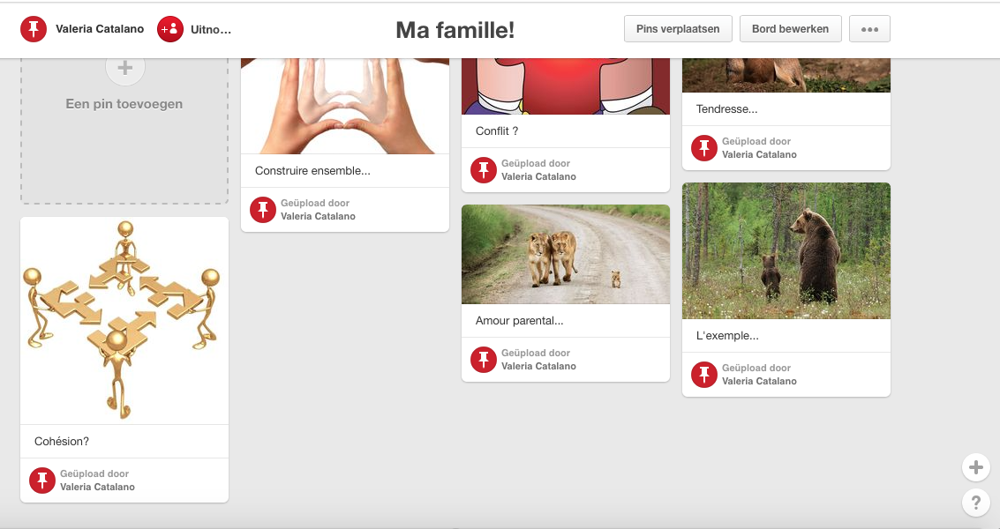 Valeria Catalano
Uitno...
Ma famille!
Pins verplaatsen
Bord bewerken
Een pin toevoegen
Construire ensemble...
Geüpload door
Valeria Catalano
Conflit ?
Geüpload door
Valeria Catalano
Tendresse...
Geüpload door
Valeria Catalano
Cohésion?
Geüpload door
Valeria Catalano
Amour parental...
Geüpload door
Valeria Catalano
L'exemple...
Geüpload door
Valeria Catalano
?